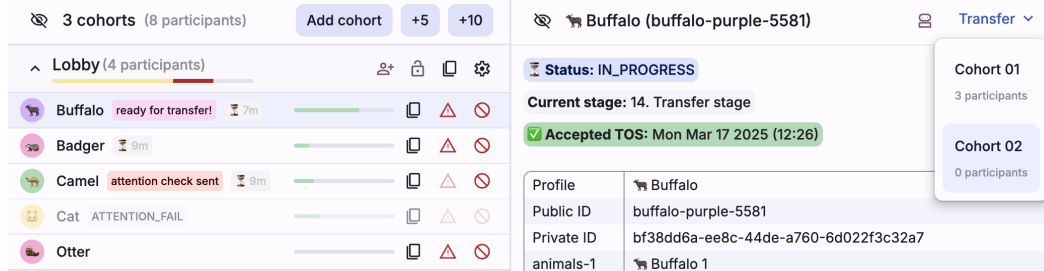 3 cohorts (8 participants) Add cohort +5 +10
Lobby (4 participants)
Buffalo ready for transfer! ⏳ 7m
Badger ⏳ 9m
Camel attention check sent ⏳ 9m
Cat ATTENTION_FAIL
Otter
🐃 Buffalo (buffalo-purple-5581) Transfer
⏳ Status: IN_PROGRESS
Current stage: 14. Transfer stage
✅ Accepted TOS: Mon Mar 17 2025 (12:26)
Cohort 01
3 participants
Cohort 02
0 participants
Profile 🐃 Buffalo
Public ID buffalo-purple-5581
Private ID bf38dd6a-ee8c-44de-a760-6d022f3c32a7
animals-1 🐃 Buffalo 1